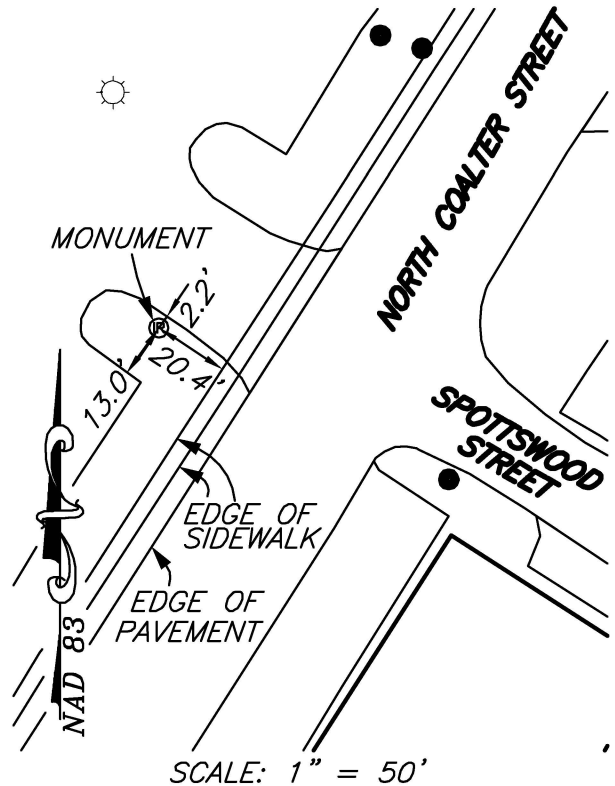 NORTH COALTER STREET
MONUMENT
2.2'
20.4'
13.0'
SPOTTSWOOD
STREET
EDGE OF
SIDEWALK
EDGE OF
PAVEMENT
NAD 83
SCALE: 1" = 50'